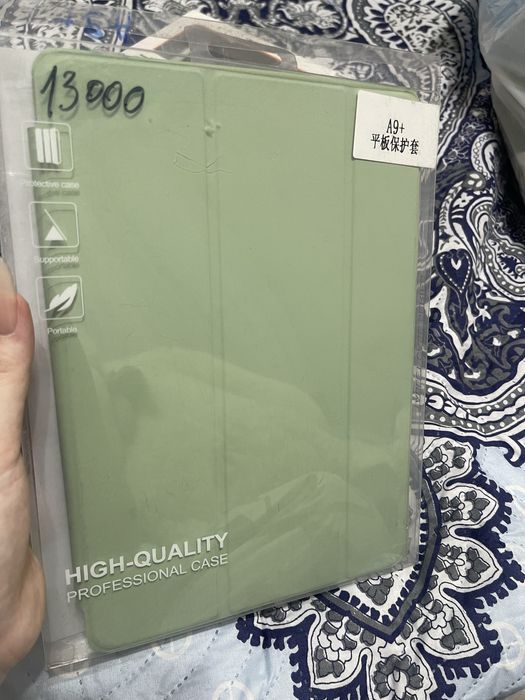 13000
A9+
平板保护套
Protective case
Supportable
Portable
HIGH-QUALITY
PROFESSIONAL CASE